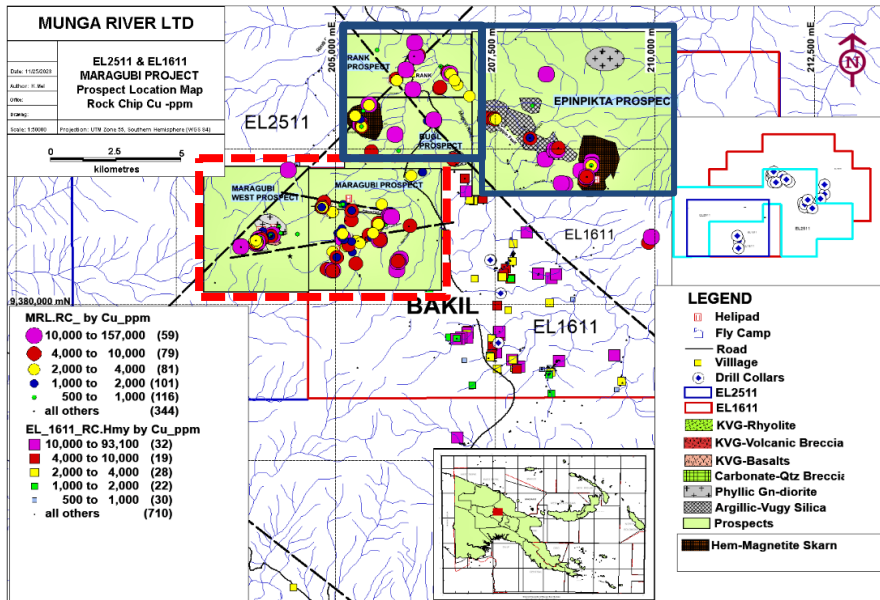 MUNGA RIVER LTD
EL2511 & EL1611
MARAGUBI PROJECT
Prospect Location Map
Rock Chip Cu -ppm
Date: 11/25/2020
Author:
Office:
Drawing:
Scale: 1:50000
Projection: UTM Zone 55, Southern Hemisphere (WGS 84)
0 2.5 5
kilometres
205,000 mE
207,500 mE
210,000
212,500
N
EL2511
RANK
PROSPECT
RANK
BUGL
PROSPECT
EPINPIKTA PROSPEC
MARAGUBI
WEST PROSPECT
MARAGUBI PROSPECT
EL1611
9,380,000 mN
BAKIL
EL1611
EL2511
MRL.RC_ by Cu_ppm
10,000 to 157,000 (59)
4,000 to 10,000 (79)
2,000 to 4,000 (81)
1,000 to 2,000 (101)
500 to 1,000 (116)
all others (344)
EL_1611_RC.Hmy by Cu_ppm
10,000 to 93,100 (32)
4,000 to 10,000 (19)
2,000 to 4,000 (28)
1,000 to 2,000 (22)
500 to 1,000 (30)
all others (710)
LEGEND
Helipad
Fly Camp
Road
Villlage
Drill Collars
EL2511
EL1611
KVG-Rhyolite
KVG-Volcanic Breccia
KVG-Basalts
Carbonate-Qtz Breccia
Phyllic Gn-diorite
Argillic-Vugy Silica
Prospects
Hem-Magnetite Skarn